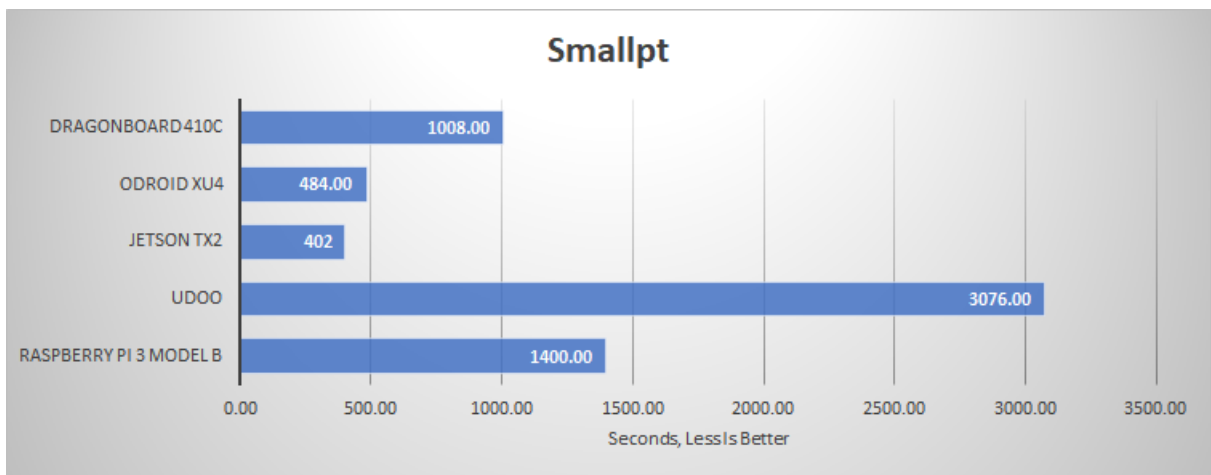 Smallpt
DRAGONBOARD 410C
1008.00
ODROID XU4
484.00
JETSON TX2
402
UDOO
3076.00
RASPBERRY PI 3 MODEL B
1400.00
0.00 500.00 1000.00 1500.00 2000.00 2500.00 3000.00 3500.00
Seconds, Less Is Better